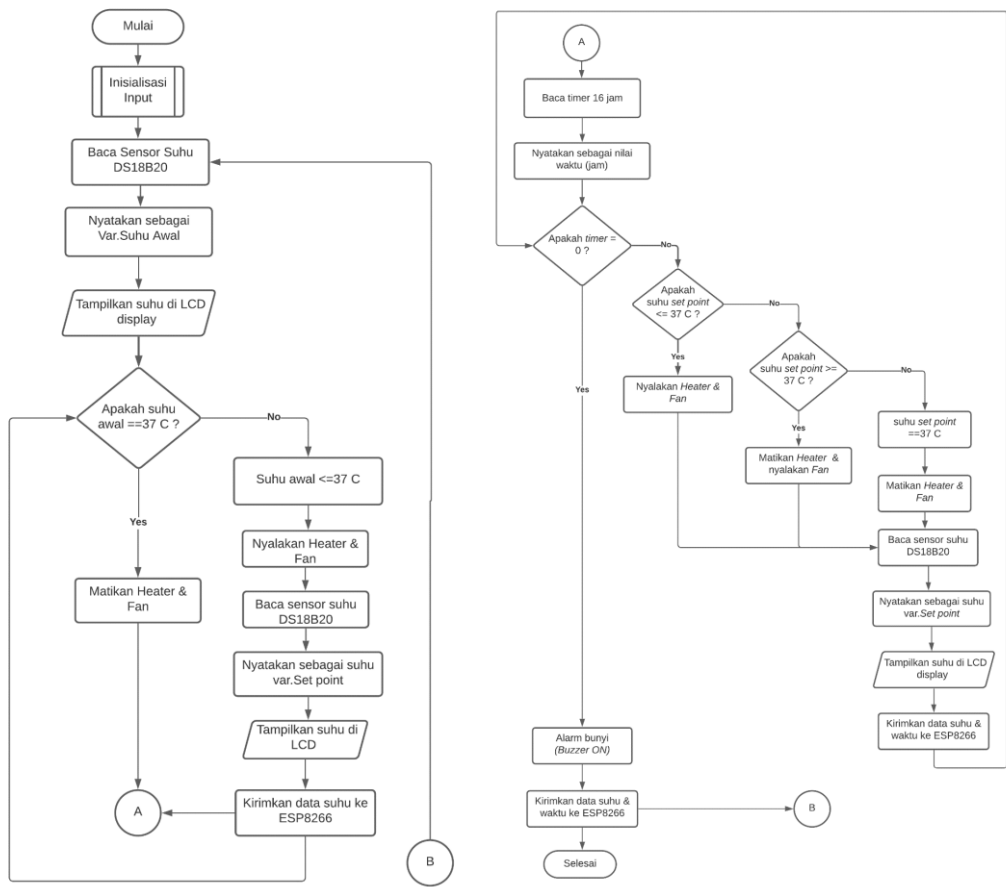 Mulai
Inisialisasi
Input
Baca Sensor Suhu
DS18B20
Nyatakan sebagai
Var.Suhu Awal
Tampilkan suhu di LCD
display
Apakah suhu
awal ==37 C ?
No
Yes
Suhu awal <=37 C
Nyalakan Heater &
Fan
Baca sensor suhu
DS18B20
Nyatakan sebagai suhu
var.Set point
Tampilkan suhu di
LCD
Kirimkan data suhu ke
ESP8266
Matikan Heater &
Fan
A
B
A
Baca timer 16 jam
Nyatakan sebagai nilai
waktu (jam)
Apakah timer =
0 ?
No
Yes
Apakah
suhu set point
<= 37 C ?
No
Yes
Nyalakan Heater &
Fan
Apakah
suhu set point >=
37 C ?
No
Yes
Matikan Heater &
nyalakan Fan
suhu set point
==37 C
Matikan Heater &
Fan
Baca sensor suhu
DS18B20
Nyatakan sebagai suhu
var.Set point
Tampilkan suhu di LCD
display
Kirimkan data suhu &
waktu ke ESP8266
Alarm bunyi
(Buzzer ON)
Kirimkan data suhu &
waktu ke ESP8266
B
Selesai